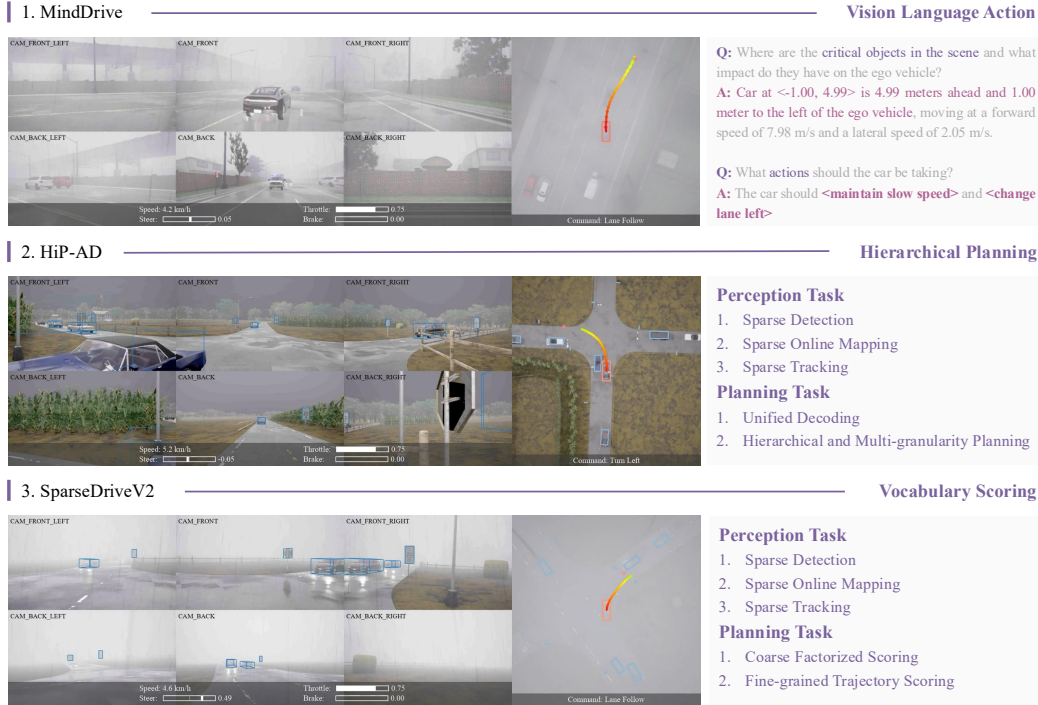 1. MindDrive
Vision Language Action
CAM_FRONT_LEFT
CAM_FRONT
CAM_FRONT_RIGHT
CAM_BACK_LEFT
CAM_BACK
CAM_BACK_RIGHT
Speed: 4.2 km/h
Throttle: 0.75
Steer: 0.05
Brake: 0.00
Command: Lane Follow
Q: Where are the critical objects in the scene and what
impact do they have on the ego vehicle?
A: Car at <-1.00, 4.99> is 4.99 meters ahead and 1.00
meter to the left of the ego vehicle, moving at a forward
speed of 7.98 m/s and a lateral speed of 2.05 m/s.
Q: What actions should the car be taking?
A: The car should <maintain slow speed> and <change
lane left>
2. HiP-AD
Hierarchical Planning
CAM_FRONT_LEFT
CAM_FRONT
CAM_FRONT_RIGHT
CAM_BACK_LEFT
CAM_BACK
CAM_BACK_RIGHT
Speed: 5.2 km/h
Throttle: 0.75
Steer: -0.05
Brake: 0.00
Command: Turn Left
Perception Task
1. Sparse Detection
2. Sparse Online Mapping
3. Sparse Tracking
Planning Task
1. Unified Decoding
2. Hierarchical and Multi-granularity Planning
3. SparseDriveV2
Vocabulary Scoring
CAM_FRONT_LEFT
CAM_FRONT
CAM_FRONT_RIGHT
CAM_BACK_LEFT
CAM_BACK
CAM_BACK_RIGHT
Speed: 4.6 km/h
Throttle: 0.75
Steer: 0.49
Brake: 0.00
Command: Lane Follow
Perception Task
1. Sparse Detection
2. Sparse Online Mapping
3. Sparse Tracking
Planning Task
1. Coarse Factorized Scoring
2. Fine-grained Trajectory Scoring